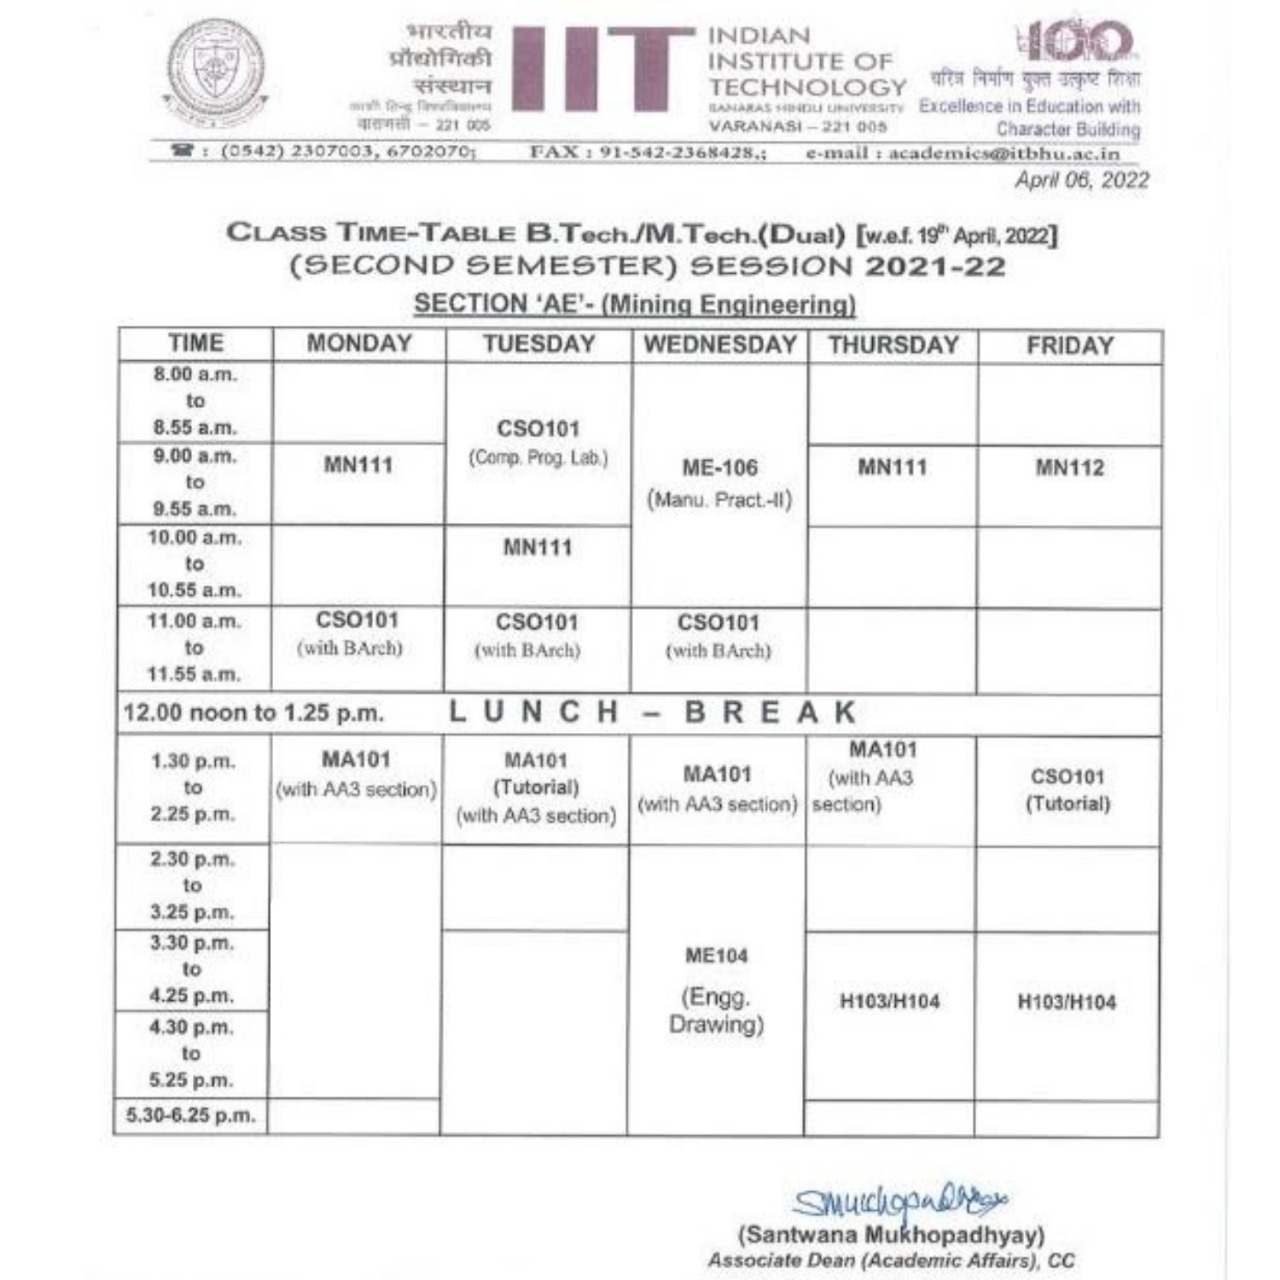 भारतीय
प्रौद्योगिकी
संस्थान
काशी हिन्दू विश्वविद्यालय
वाराणसी – 221 005
IIT
INDIAN
INSTITUTE OF
TECHNOLOGY
BANARAS HINDU UNIVERSITY
VARANASI – 221 005
100
चरित्र निर्माण युक्त उत्कृष्ट शिक्षा
Excellence in Education with
Character Building
☎ : (0542) 2307003, 6702070; FAX : 91-542-2368428,; e-mail : academics@itbhu.ac.in
April 06, 2022
CLASS TIME-TABLE B.Tech./M.Tech.(Dual) [w.e.f. 19th April, 2022]
(SECOND SEMESTER) SESSION 2021-22
SECTION ‘AE’- (Mining Engineering)
TIME MONDAY TUESDAY WEDNESDAY THURSDAY FRIDAY
8.00 a.m.
to
8.55 a.m.
CSO101
(Comp. Prog. Lab.)
ME-106
(Manu. Pract.-II)
9.00 a.m.
to
9.55 a.m.
MN111
MN111
MN112
10.00 a.m.
to
10.55 a.m.
MN111
11.00 a.m.
to
11.55 a.m.
CSO101
(with BArch)
CSO101
(with BArch)
CSO101
(with BArch)
12.00 noon to 1.25 p.m. LUNCH – BREAK
1.30 p.m.
to
2.25 p.m.
MA101
(with AA3 section)
MA101
(Tutorial)
(with AA3 section)
MA101
(with AA3 section)
MA101
(with AA3
section)
CSO101
(Tutorial)
2.30 p.m.
to
3.25 p.m.
ME104
(Engg.
Drawing)
3.30 p.m.
to
4.25 p.m.
H103/H104
H103/H104
4.30 p.m.
to
5.25 p.m.
5.30-6.25 p.m.
SMukhopadhyay
(Santwana Mukhopadhyay)
Associate Dean (Academic Affairs), CC